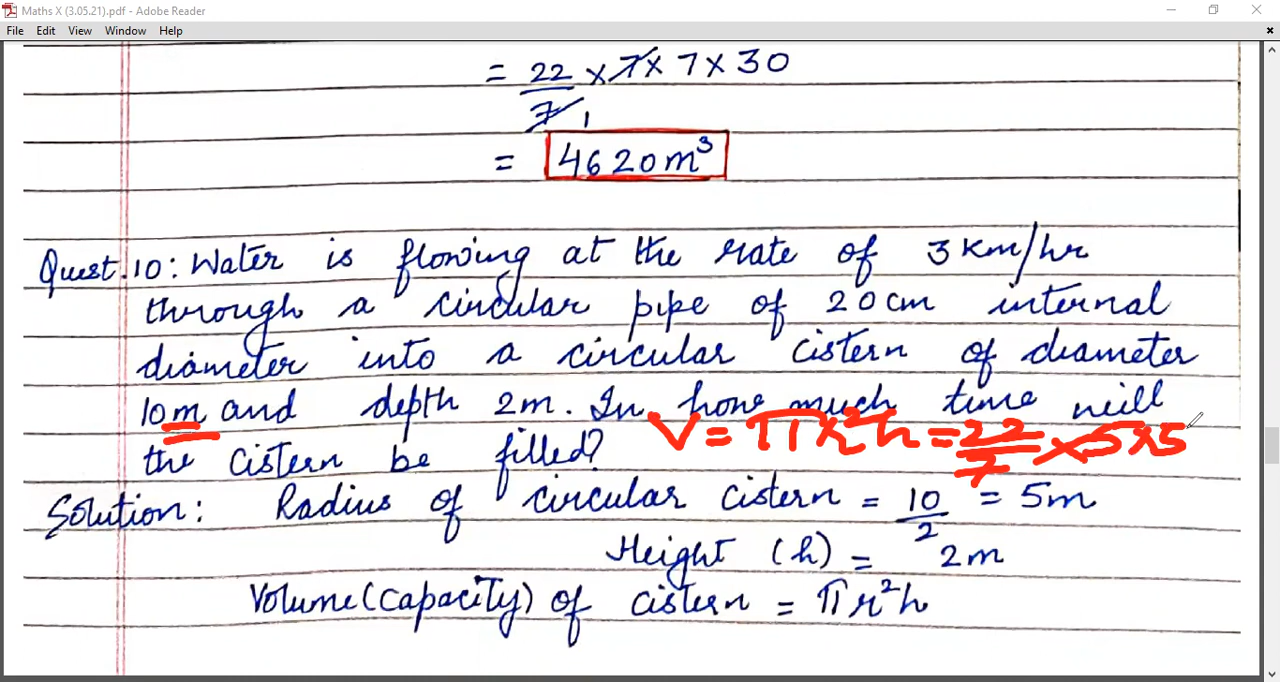 Maths X (3.05.21).pdf - Adobe Reader
File Edit View Window Help
= 22/7 × 7 × 7 × 30
1
= 4620m³
Quest.10: Water is flowing at the rate of 3 km/hr
through a circular pipe of 20cm internal
diameter into a circular cistern of diameter
10m and depth 2m. In how much time will
V = πr²h = 22/7 × 5 × 5
the cistern be filled?
Solution: Radius of circular cistern = 10/2 = 5m
Height (h) = 2m
Volume (capacity) of cistern = πr²h